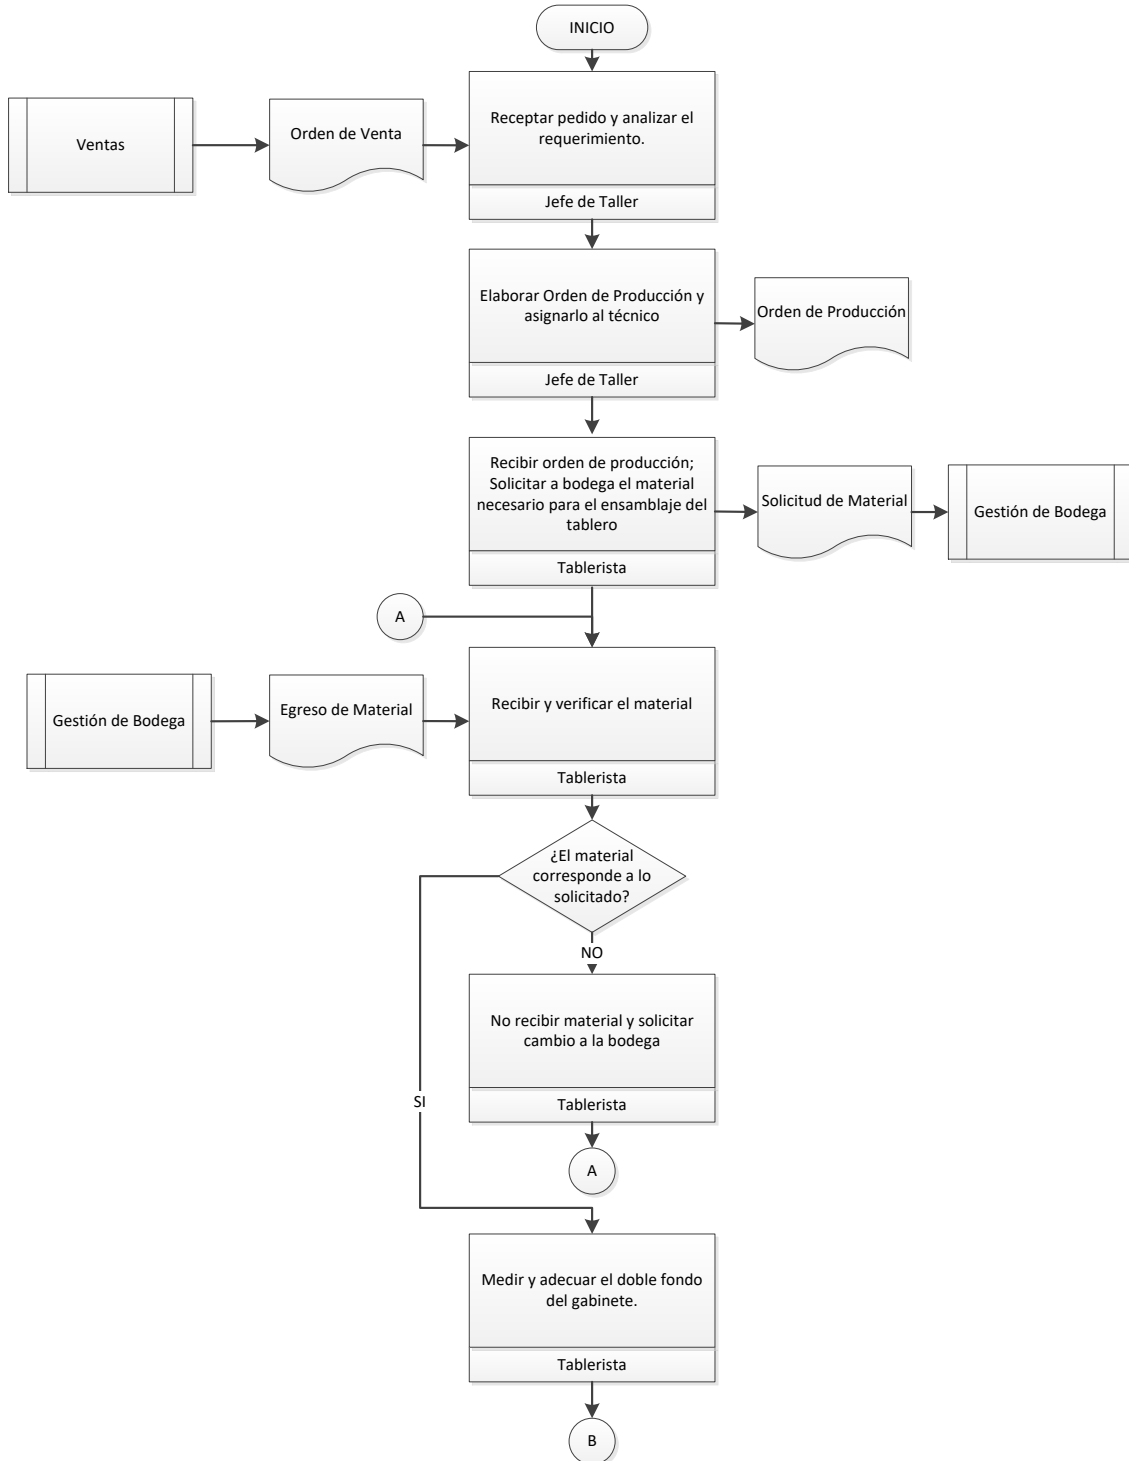 INICIO
Receptar pedido y analizar el
requerimiento.
Jefe de Taller
Ventas
Orden de Venta
Elaborar Orden de Producción y
asignarlo al técnico
Jefe de Taller
Orden de Producción
Recibir orden de producción;
Solicitar a bodega el material
necesario para el ensamblaje del
tablero
Tablerista
Solicitud de Material
Gestión de Bodega
A
Gestión de Bodega
Egreso de Material
Recibir y verificar el material
Tablerista
¿El material
corresponde a lo
solicitado?
NO
No recibir material y solicitar
cambio a la bodega
Tablerista
SI
A
Medir y adecuar el doble fondo
del gabinete.
Tablerista
B